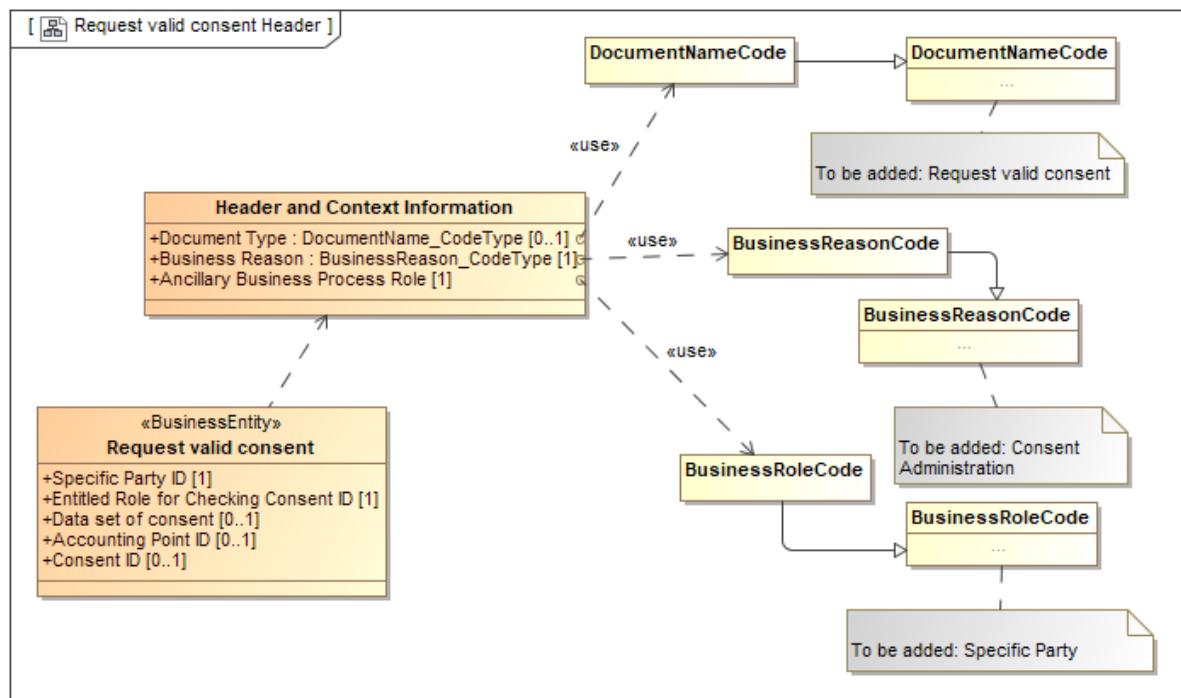 [ Request valid consent Header ]
DocumentNameCode
DocumentNameCode
...
«use»
To be added: Request valid consent
Header and Context Information
+Document Type : DocumentName_CodeType [0..1]
+Business Reason : BusinessReason_CodeType [1]
+Ancillary Business Process Role [1]
«use»
BusinessReasonCode
BusinessReasonCode
...
«use»
To be added: Consent
Administration
«BusinessEntity»
Request valid consent
+Specific Party ID [1]
+Entitled Role for Checking Consent ID [1]
+Data set of consent [0..1]
+Accounting Point ID [0..1]
+Consent ID [0..1]
BusinessRoleCode
BusinessRoleCode
...
To be added: Specific Party